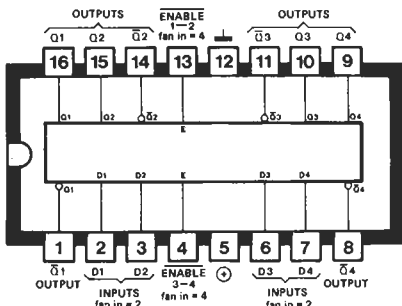 OUTPUTS ENABLE OUTPUTS
Q1 Q2 Q̅2 1–2 Q̅3 Q3 Q4
fan in = 4
16 15 14 13 12 11 10 9
Q1 Q2 Q̅2 E Q̅3 Q3 Q4
Q̅1 D1 D2 E D3 D4 Q̅4
1 2 3 4 5 6 7 8
Q̅1 D1 D2 ENABLE + D3 D4 Q̅4
OUTPUT INPUTS 3–4 INPUTS OUTPUT
fan in = 2 fan in = 4 fan in = 2